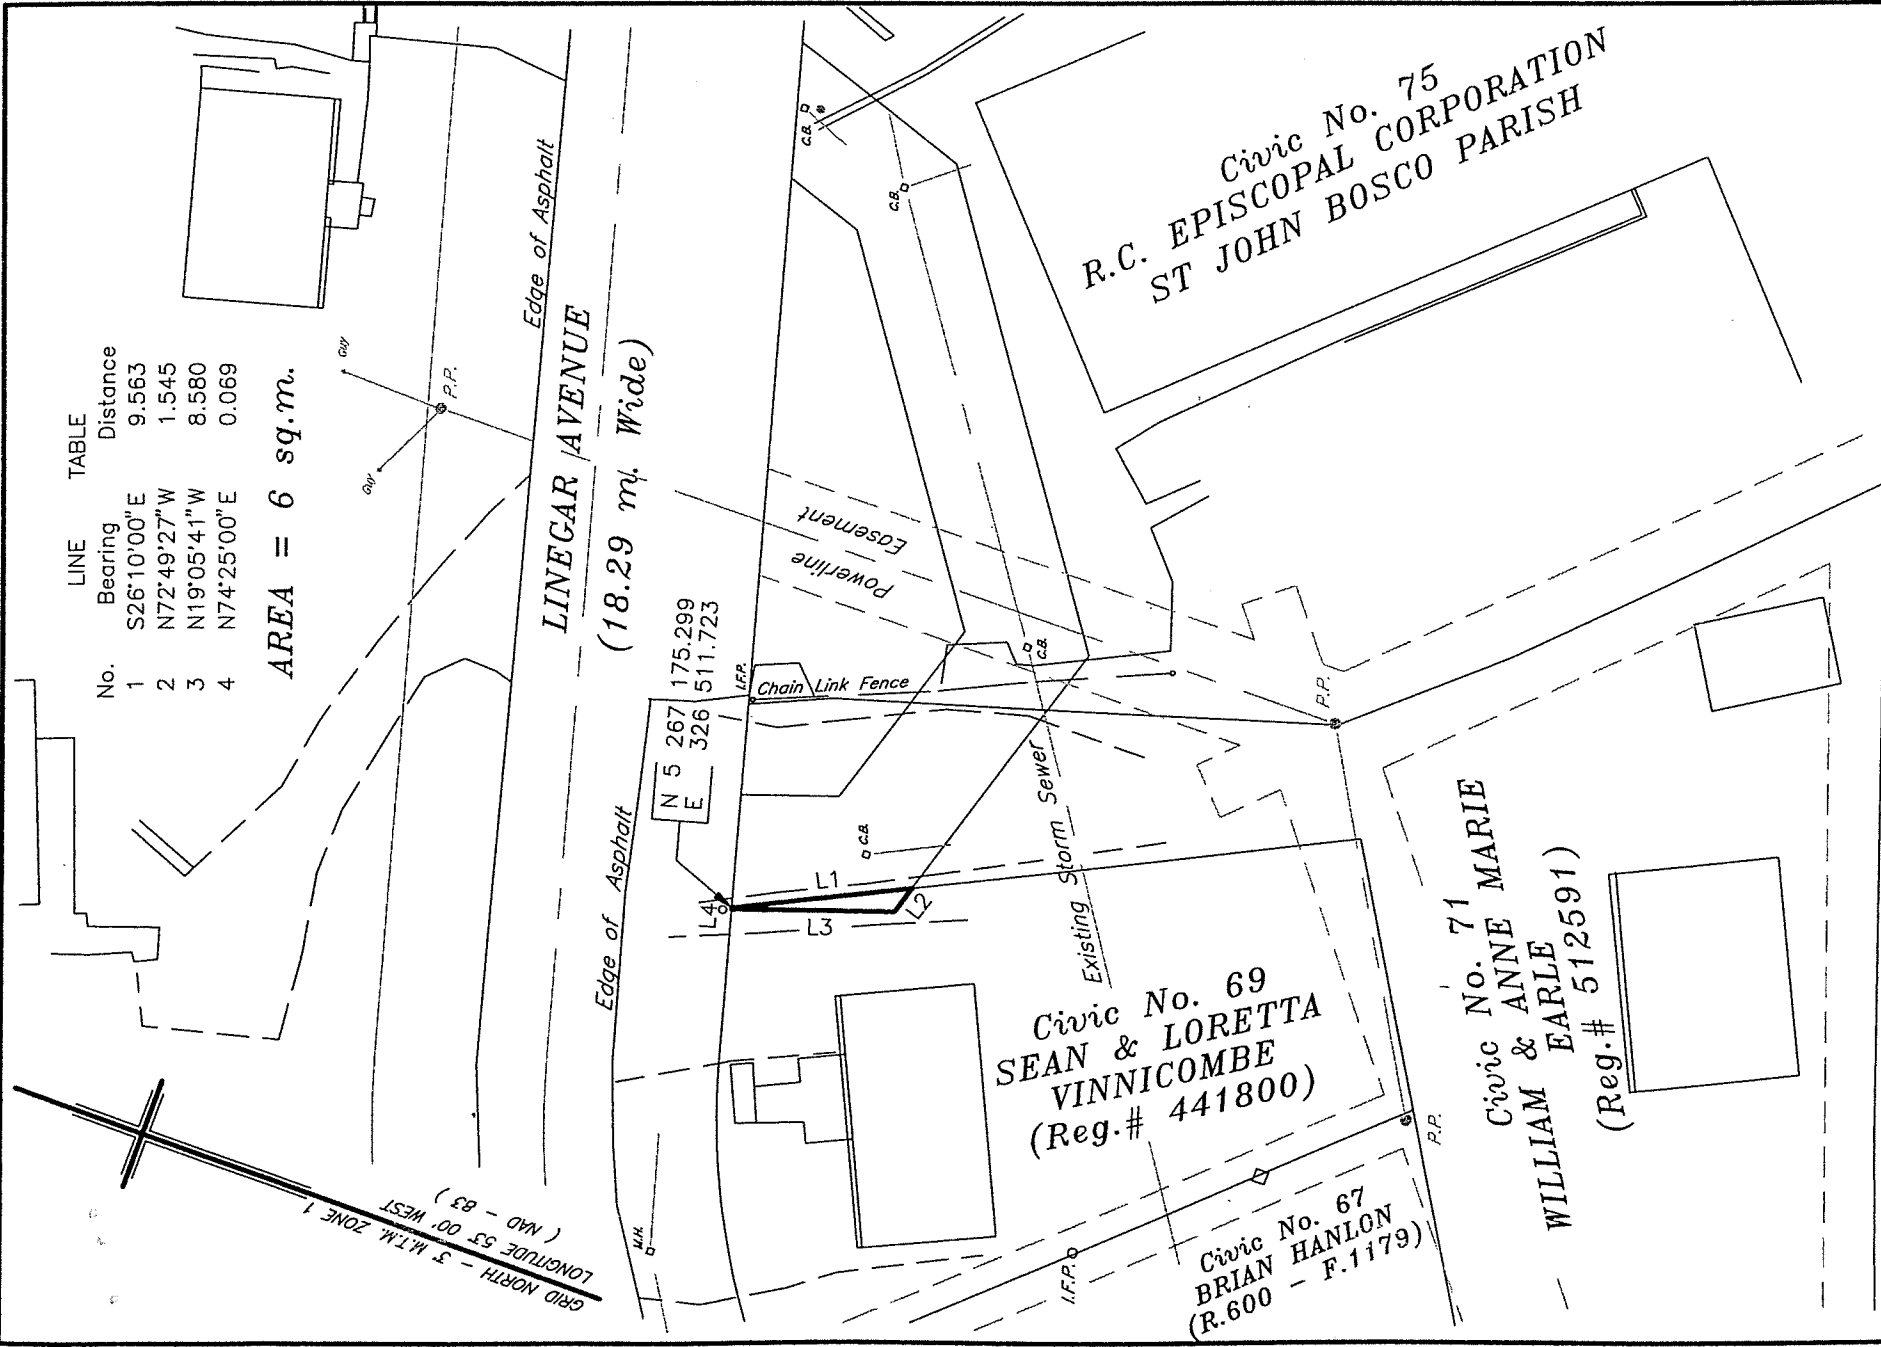 LINE TABLE
No. Bearing Distance
1 S26°10'00"E 9.563
2 N72°49'27"W 1.545
3 N19°05'41"W 8.580
4 N74°25'00"E 0.069
AREA = 6 sq.m.
Guy
Guy
P.P.
Edge of Asphalt
LINEGAR AVENUE
(18.29 m. Wide)
Edge of Asphalt
N 5 267 175.299
E 326 511.723
I.F.P.
Chain Link Fence
Powerline
Easement
C.B.
C.B.
C.B.
C.B.
Civic No. 75
R.C. EPISCOPAL CORPORATION
ST JOHN BOSCO PARISH
L4
L1
L2
L3
Existing Storm Sewer
P.P.
Civic No. 69
SEAN & LORETTA
VINNICOMBE
(Reg.# 441800)
Civic No. 71
WILLIAM & ANNE MARIE
EARLE
(Reg.# 512591)
P.P.
Civic No. 67
BRIAN HANLON
(R.600 - F.1179)
I.F.P.
M.H.
GRID NORTH - 3° M.T.M. ZONE 1
LONGITUDE 53° 00' WEST
( NAD - 83 )